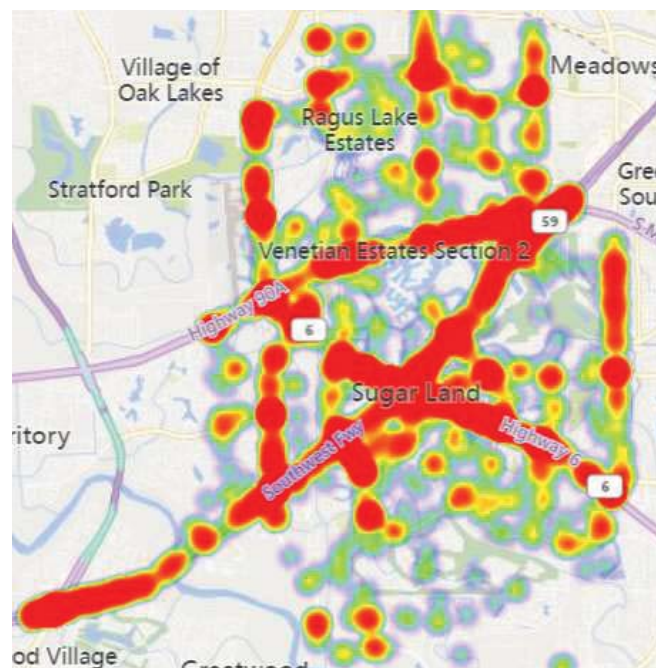 Village of
Oak Lakes
Meadows
Ragus Lake
Estates
Stratford Park
Gre
Sou
59
S M
Venetian Estates Section 2
Highway 90A
6
Sugar Land
ritory
Southwest Fwy
Highway 6
6
od Village
Crestwood